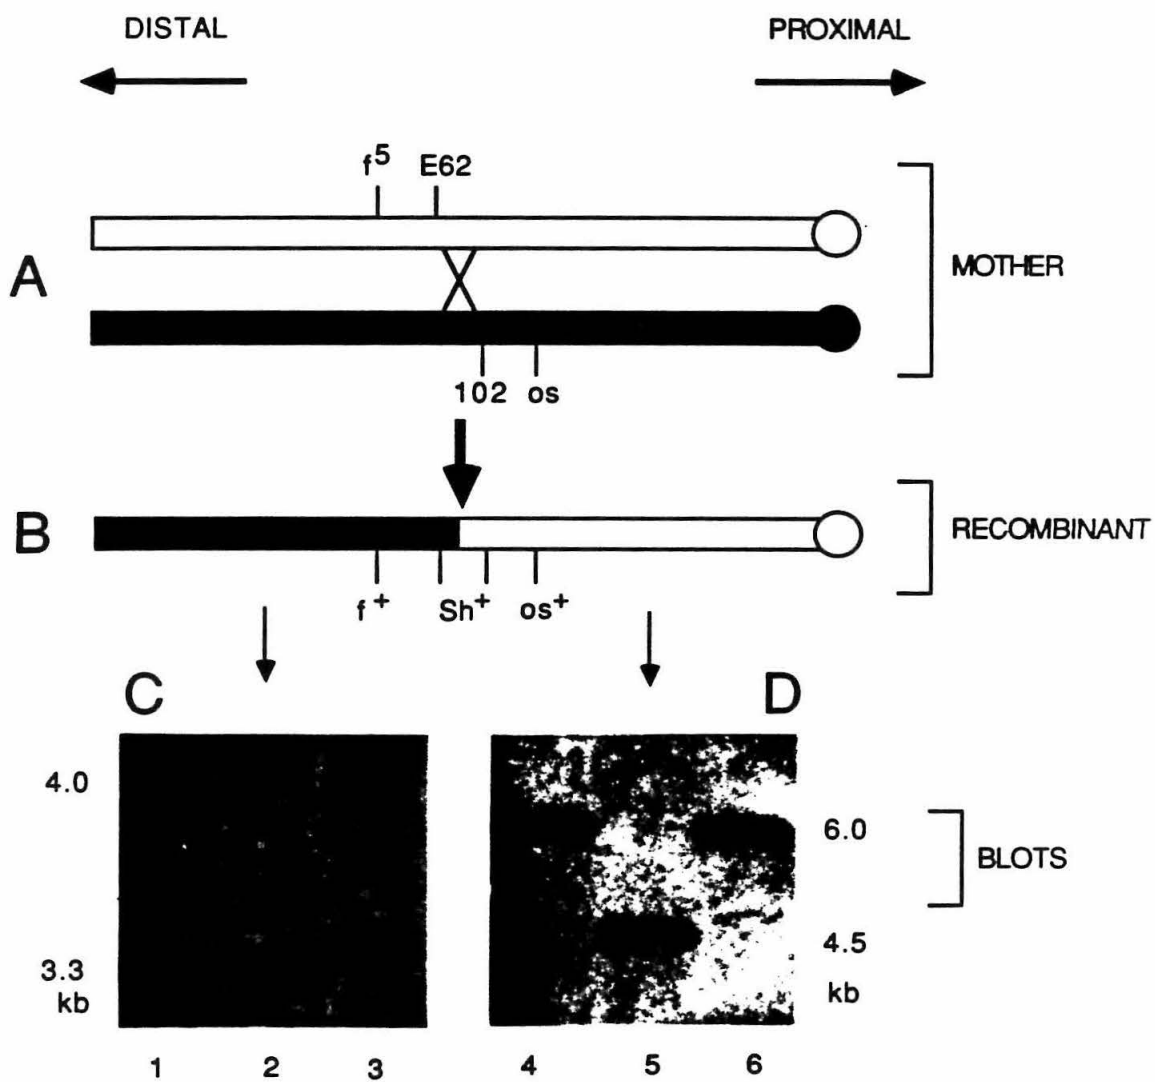 DISTAL PROXIMAL
f5 E62
A MOTHER
102 os
B RECOMBINANT
f+ Sh+ os+
C D
4.0
6.0
BLOTS
4.5
3.3
kb kb
1 2 3 4 5 6